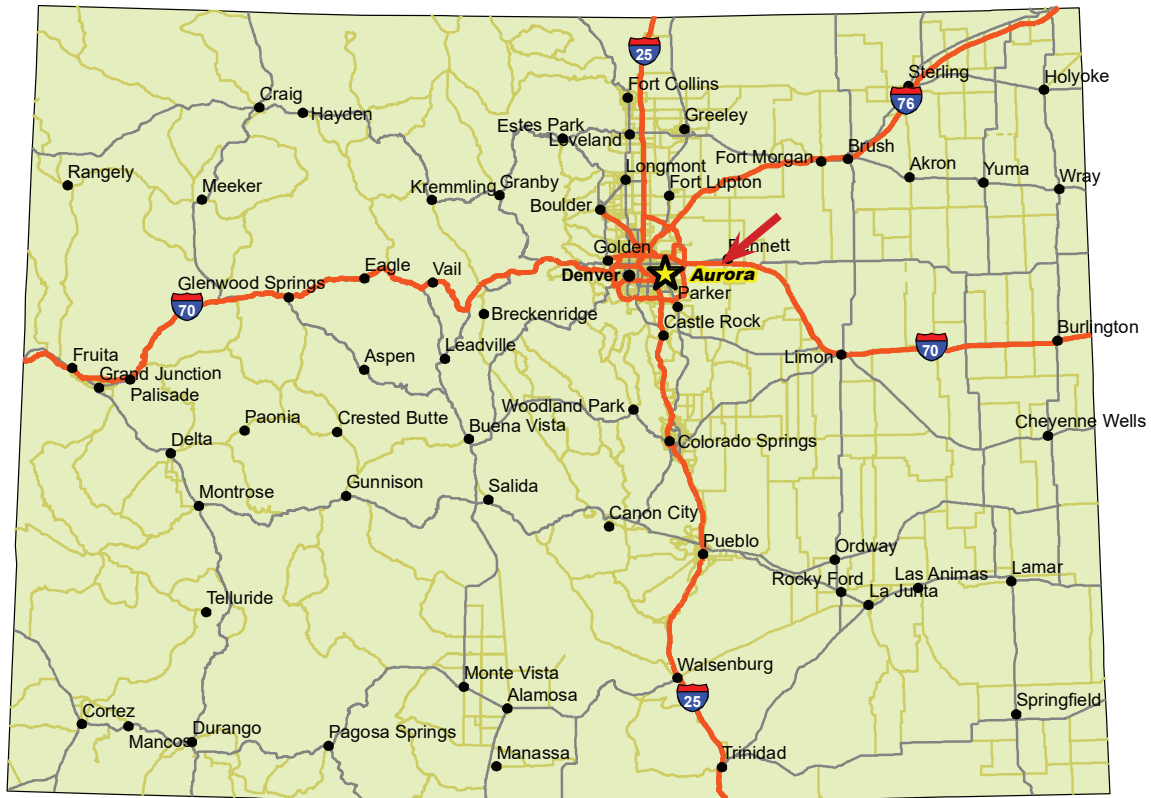 25
Sterling
Holyoke
76
Craig
Hayden
Fort Collins
Greeley
Estes Park
Loveland
Brush
Fort Morgan
Longmont
Akron
Yuma
Wray
Rangely
Meeker
Kremmling
Granby
Fort Lupton
Boulder
Golden
Bennett
Denver
Aurora
Eagle
Vail
Glenwood Springs
70
Parker
Breckenridge
Castle Rock
Burlington
Leadville
Limon
70
Aspen
Fruita
Grand Junction
Palisade
Woodland Park
Paonia
Crested Butte
Buena Vista
Cheyenne Wells
Delta
Colorado Springs
Gunnison
Salida
Montrose
Canon City
Pueblo
Ordway
Lamar
Las Animas
Rocky Ford
La Junta
Telluride
Walsenburg
Monte Vista
Alamosa
25
Springfield
Cortez
Mancos
Durango
Pagosa Springs
Manassa
Trinidad